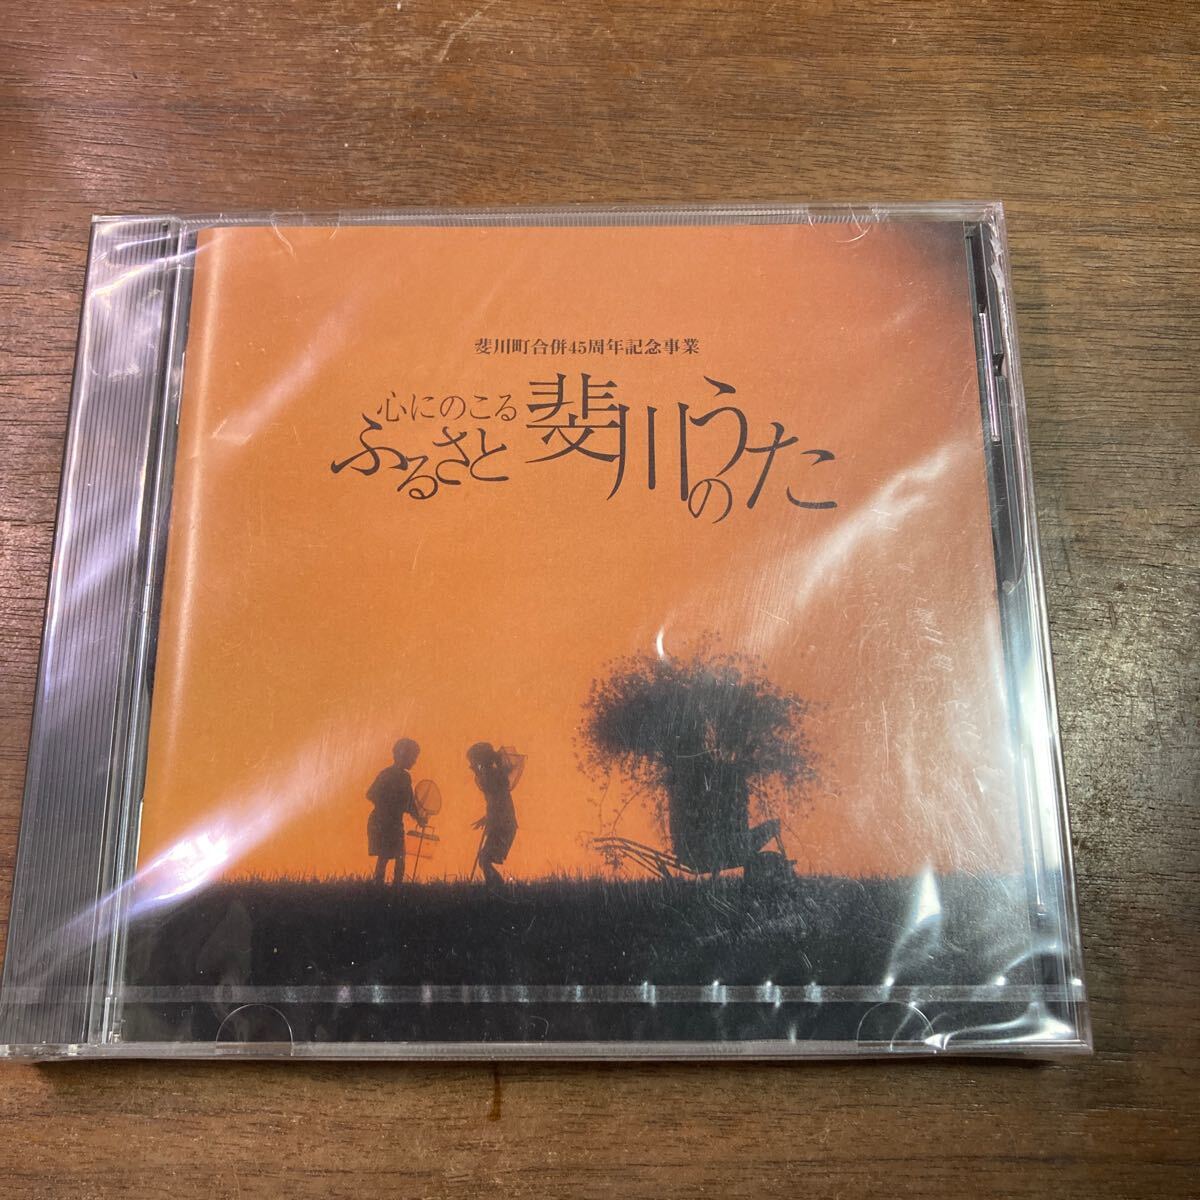 斐川町合併45周年記念事業
心にのこる
ふるさと斐川のうた